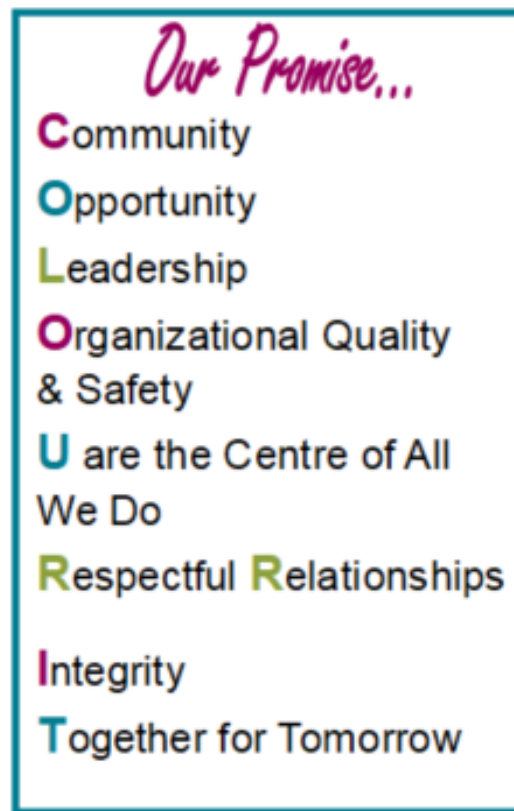 Our Promise...
Community
Opportunity
Leadership
Organizational Quality
& Safety
U are the Centre of All
We Do
Respectful Relationships
Integrity
Together for Tomorrow